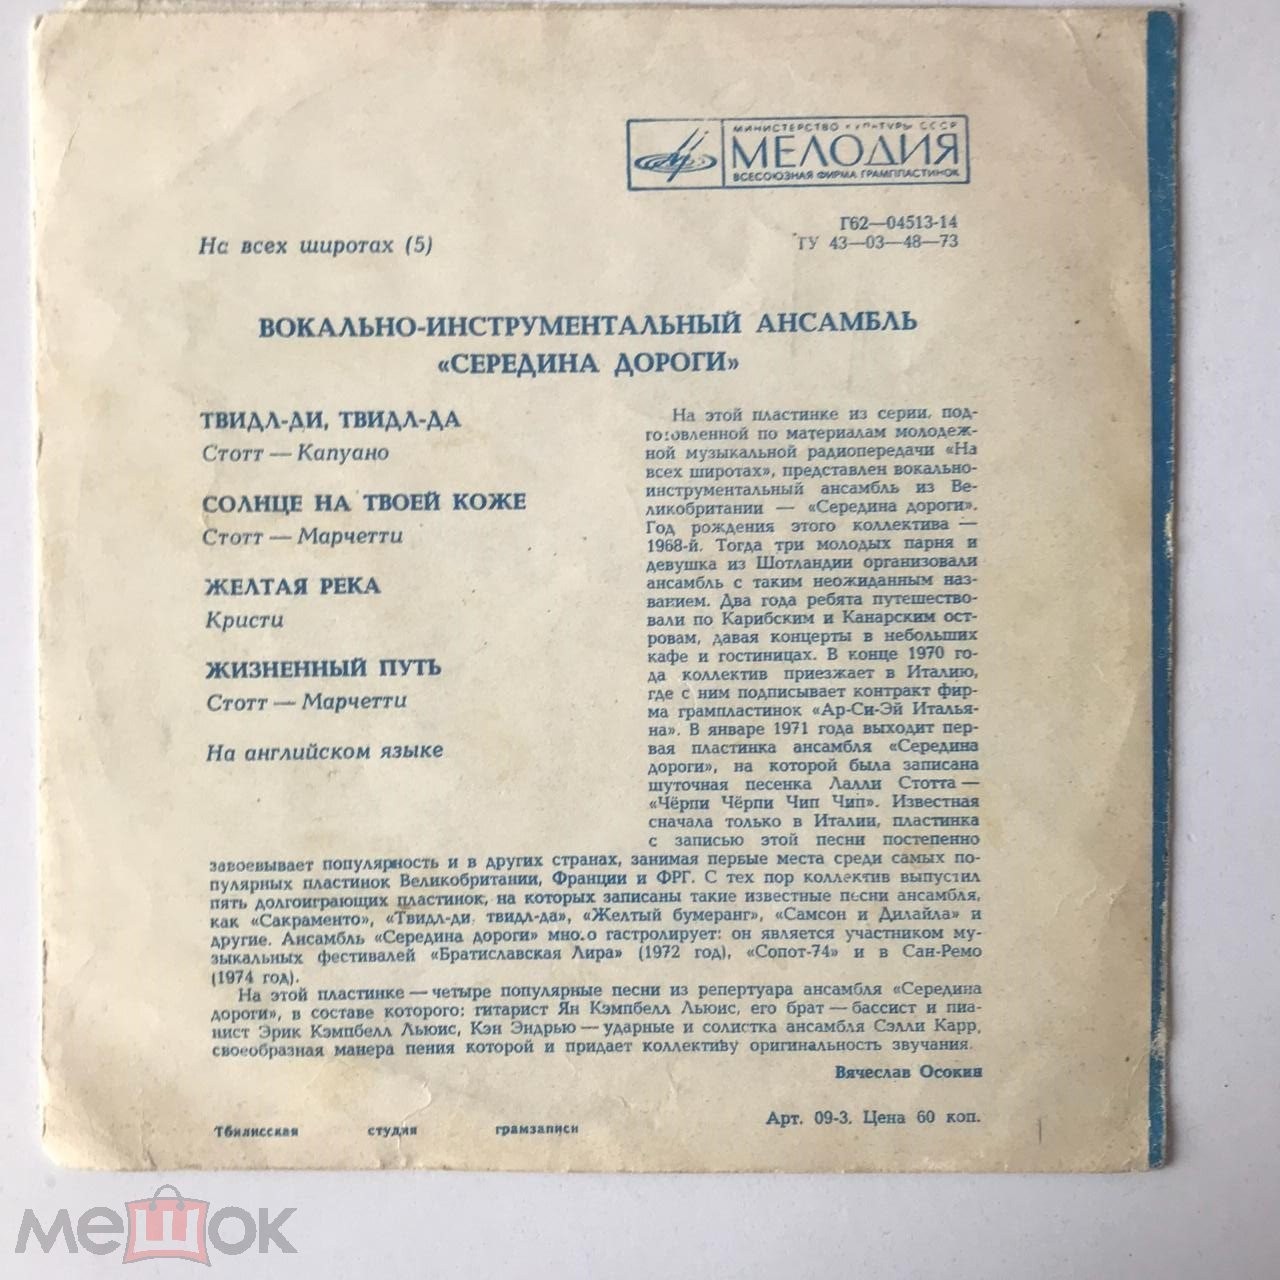 МИНИСТЕРСТВО КУЛЬТУРЫ СССР
МЕЛОДИЯ
ВСЕСОЮЗНАЯ ФИРМА ГРАМПЛАСТИНОК
Г62—04513-14
ТУ 43—03—48—73
На всех широтах (5)
ВОКАЛЬНО-ИНСТРУМЕНТАЛЬНЫЙ АНСАМБЛЬ
«СЕРЕДИНА ДОРОГИ»
ТВИДЛ-ДИ, ТВИДЛ-ДА
Стотт — Капуано
СОЛНЦЕ НА ТВОЕЙ КОЖЕ
Стотт — Марчетти
ЖЕЛТАЯ РЕКА
Кристи
ЖИЗНЕННЫЙ ПУТЬ
Стотт — Марчетти
На английском языке
На этой пластинке из серии, под-
готовленной по материалам молодеж-
ной музыкальной радиопередачи «На
всех широтах», представлен вокально-
инструментальный ансамбль из Ве-
ликобритании — «Середина дороги».
Год рождения этого коллектива —
1968-й. Тогда три молодых парня и
девушка из Шотландии организовали
ансамбль с таким неожиданным наз-
ванием. Два года ребята путешество-
вали по Карибским и Канарским ост-
ровам, давая концерты в небольших
кафе и гостиницах. В конце 1970 го-
да коллектив приезжает в Италию,
где с ним подписывает контракт фир-
ма грампластинок «Ар-Си-Эй Италья-
на». В январе 1971 года выходит пер-
вая пластинка ансамбля «Середина
дороги», на которой была записана
шуточная песенка Лалли Стотта —
«Чёрпи Чёрпи Чип Чип». Известная
сначала только в Италии, пластинка
с записью этой песни постепенно
завоевывает популярность и в других странах, занимая первые места среди самых по-
пулярных пластинок Великобритании, Франции и ФРГ. С тех пор коллектив выпустил
пять долгоиграющих пластинок, на которых записаны такие известные песни ансамбля,
как «Сакраменто», «Твидл-ди твидл-да», «Желтый бумеранг», «Самсон и Дилайла» и
другие. Ансамбль «Середина дороги» много гастролирует: он является участником му-
зыкальных фестивалей «Братиславская Лира» (1972 год), «Сопот-74» и в Сан-Ремо
(1974 год).
На этой пластинке — четыре популярные песни из репертуара ансамбля «Середина
дороги», в составе которого: гитарист Ян Кэмпбелл Льюис, его брат — бассист и пиа-
нист Эрик Кэмпбелл Льюис, Кэн Эндрью — ударные и солистка ансамбля Сэлли Карр,
своеобразная манера пения которой и придает коллективу оригинальность звучания.
Вячеслав Осокин
Арт. 09-3. Цена 60 коп.
Тбилисская студия грамзаписи
мешок